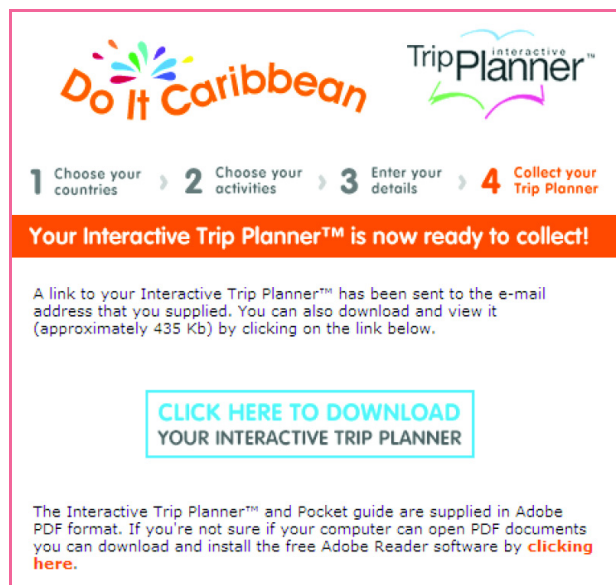 Do It Caribbean
interactive
Trip Planner™
1 Choose your countries › 2 Choose your activities › 3 Enter your details › 4 Collect your Trip Planner
Your Interactive Trip Planner™ is now ready to collect!
A link to your Interactive Trip Planner™ has been sent to the e-mail
address that you supplied. You can also download and view it
(approximately 435 Kb) by clicking on the link below.
CLICK HERE TO DOWNLOAD
YOUR INTERACTIVE TRIP PLANNER
The Interactive Trip Planner™ and Pocket guide are supplied in Adobe
PDF format. If you're not sure if your computer can open PDF documents
you can download and install the free Adobe Reader software by clicking
here.